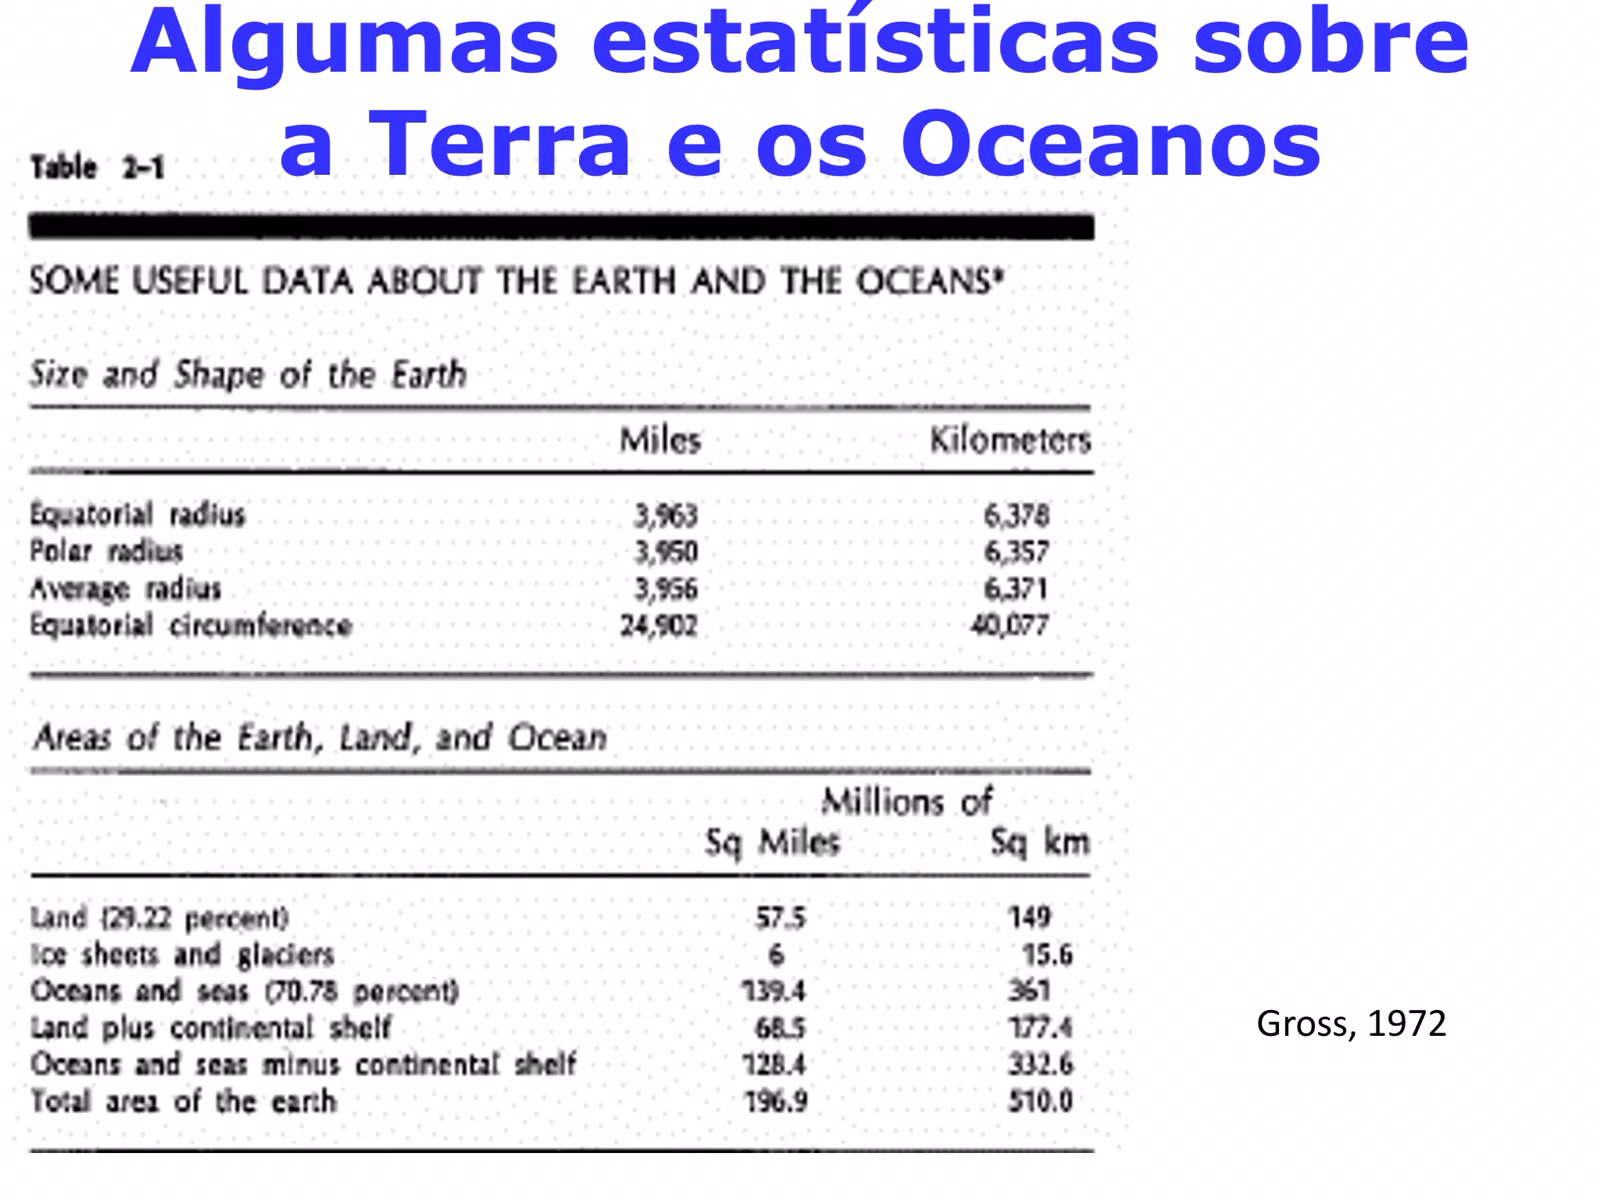 Algumas estatísticas sobre
a Terra e os Oceanos
Table 2-1
SOME USEFUL DATA ABOUT THE EARTH AND THE OCEANS*
Size and Shape of the Earth
Miles Kilometers
Equatorial radius 3,963 6,378
Polar radius 3,950 6,357
Average radius 3,956 6,371
Equatorial circumference 24,902 40,077
Areas of the Earth, Land, and Ocean
Millions of
Sq Miles Sq km
Land (29.22 percent) 57.5 149
Ice sheets and glaciers 6 15.6
Oceans and seas (70.78 percent) 139.4 361
Land plus continental shelf 68.5 177.4
Oceans and seas minus continental shelf 128.4 332.6
Total area of the earth 196.9 510.0
Gross, 1972